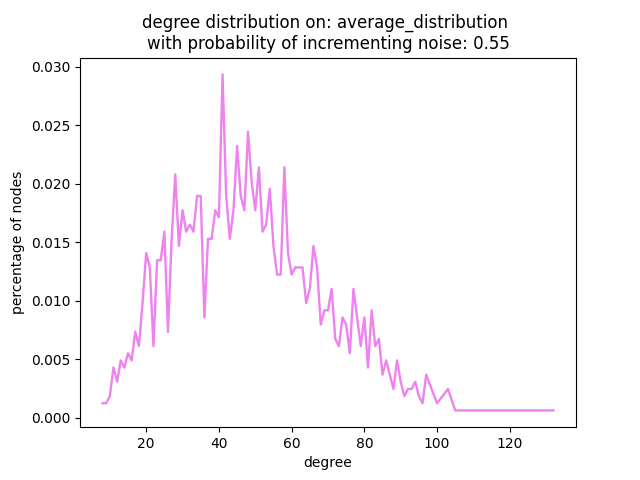 degree distribution on: average_distribution
with probability of incrementing noise: 0.55
0.030
0.025
0.020
0.015
0.010
0.005
0.000
percentage of nodes
20 40 60 80 100 120
degree